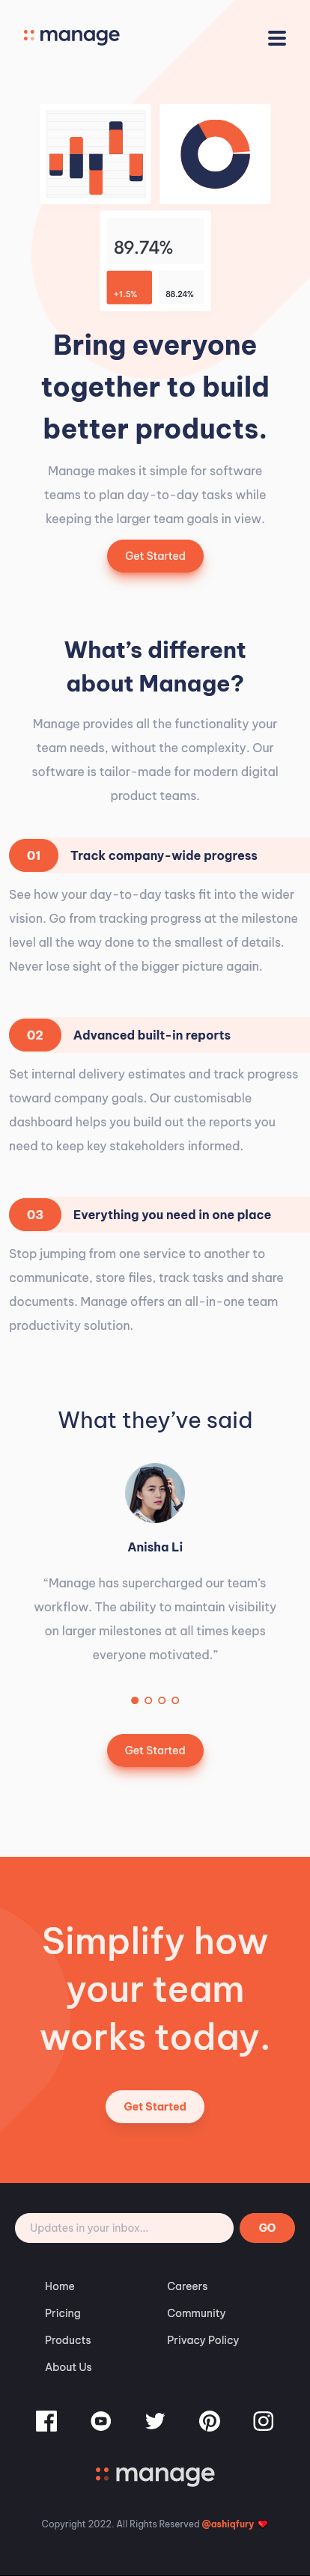 manage
89.74%
+1.5%
88.24%
Bring everyone
together to build
better products.
Manage makes it simple for software
teams to plan day-to-day tasks while
keeping the larger team goals in view.
Get Started
What’s different
about Manage?
Manage provides all the functionality your
team needs, without the complexity. Our
software is tailor-made for modern digital
product teams.
01 Track company-wide progress
See how your day-to-day tasks fit into the wider
vision. Go from tracking progress at the milestone
level all the way done to the smallest of details.
Never lose sight of the bigger picture again.
02 Advanced built-in reports
Set internal delivery estimates and track progress
toward company goals. Our customisable
dashboard helps you build out the reports you
need to keep key stakeholders informed.
03 Everything you need in one place
Stop jumping from one service to another to
communicate, store files, track tasks and share
documents. Manage offers an all-in-one team
productivity solution.
What they’ve said
Anisha Li
“Manage has supercharged our team’s
workflow. The ability to maintain visibility
on larger milestones at all times keeps
everyone motivated.”
Get Started
Simplify how
your team
works today.
Get Started
Updates in your inbox... GO
Home Careers
Pricing Community
Products Privacy Policy
About Us
manage
Copyright 2022. All Rights Reserved @ashiqfury ❤